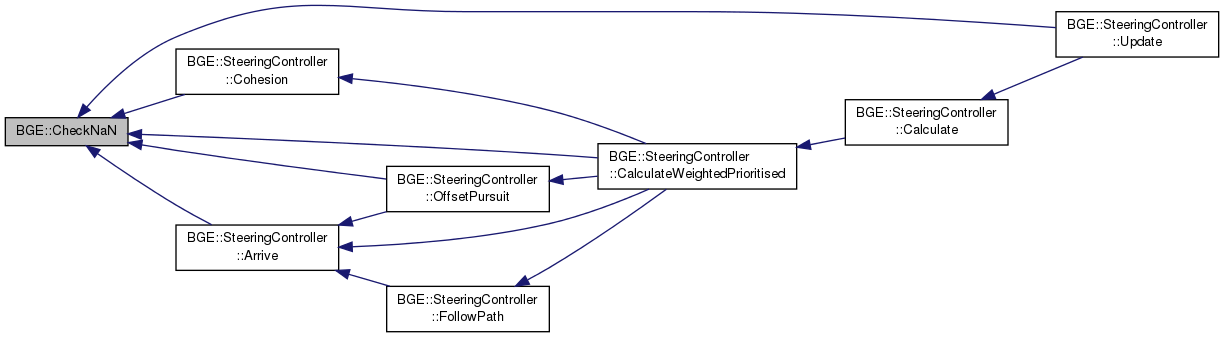 BGE::SteeringController
::Update
BGE::SteeringController
::Cohesion
BGE::SteeringController
::Calculate
BGE::CheckNaN
BGE::SteeringController
::CalculateWeightedPrioritised
BGE::SteeringController
::OffsetPursuit
BGE::SteeringController
::Arrive
BGE::SteeringController
::FollowPath